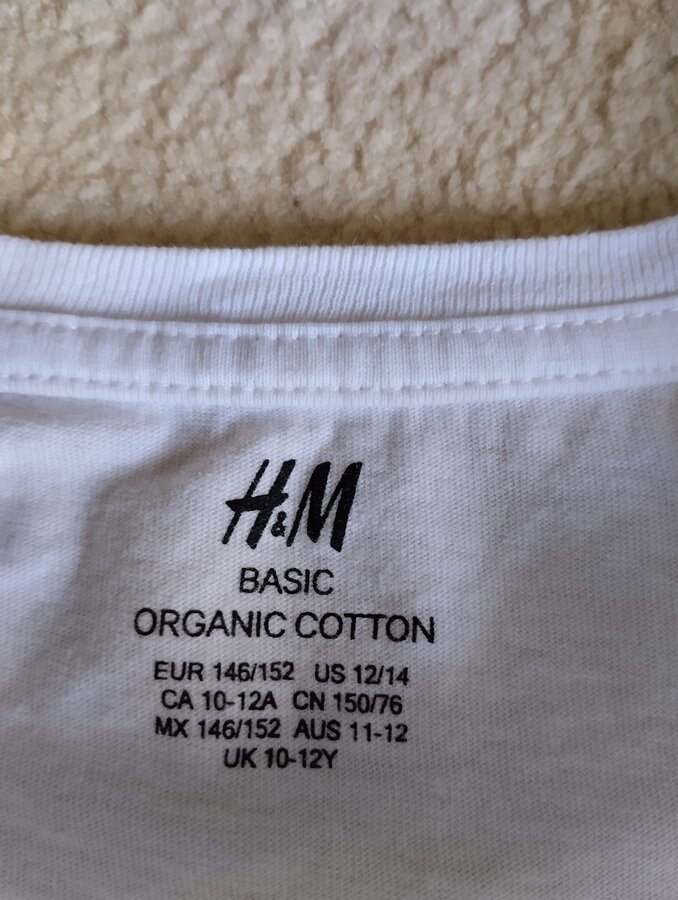 H&M
BASIC
ORGANIC COTTON
EUR 146/152 US 12/14
CA 10-12A CN 150/76
MX 146/152 AUS 11-12
UK 10-12Y